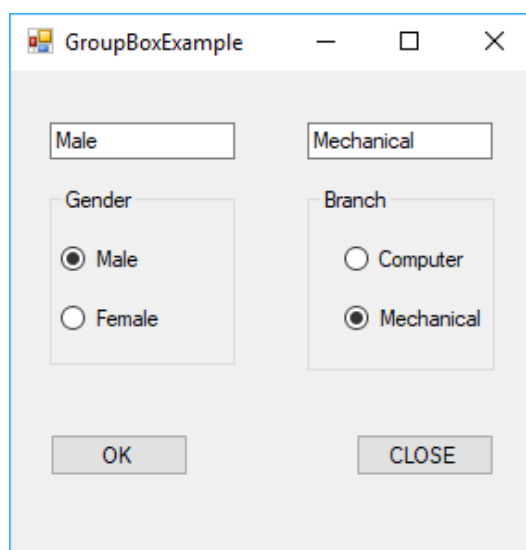 GroupBoxExample
Male Mechanical
Gender Branch
Male Computer
Female Mechanical
OK CLOSE